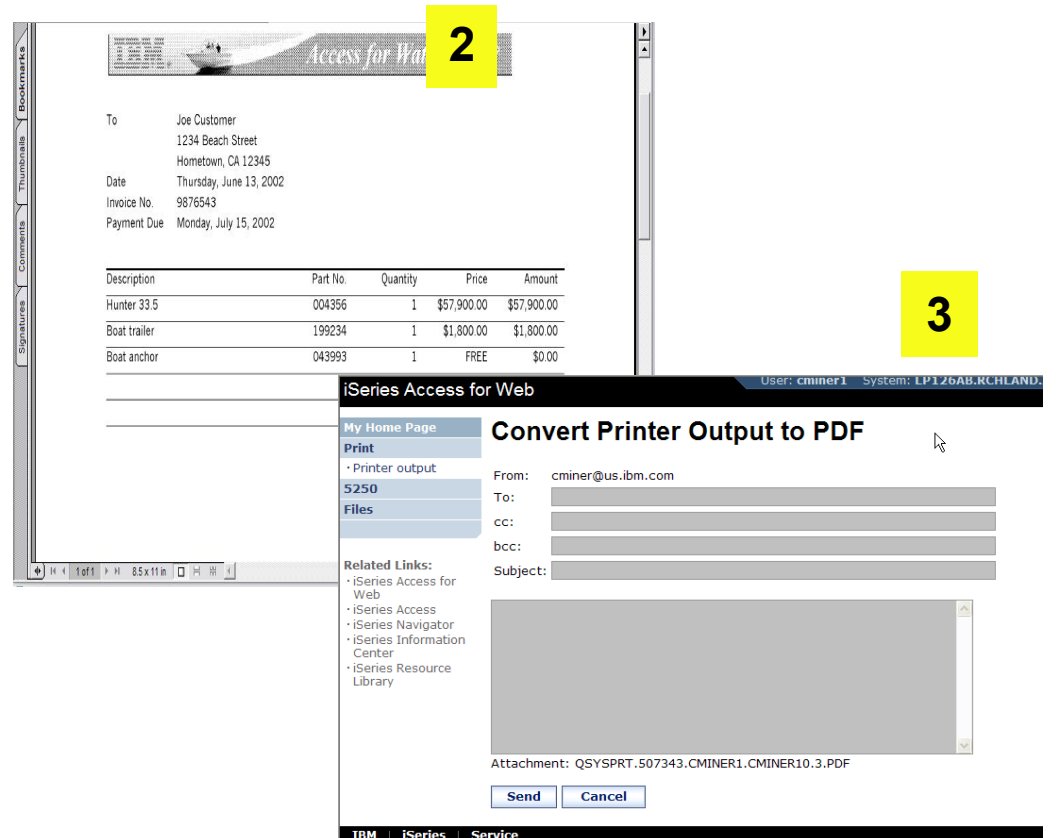 2
IBM
Access for
Bookmarks
Thumbnails
Comments
Signatures
To Joe Customer
1234 Beach Street
Hometown, CA 12345
Date Thursday, June 13, 2002
Invoice No. 9876543
Payment Due Monday, July 15, 2002
Description Part No. Quantity Price Amount
Hunter 33.5 004356 1 $57,900.00 $57,900.00
Boat trailer 199234 1 $1,800.00 $1,800.00
Boat anchor 043993 1 FREE $0.00
1 of 1 8.5 x 11 in
3
iSeries Access for Web
User: cminer1 System: LP126AB.RCHLAND.
My Home Page
Print
· Printer output
5250
Files
Related Links:
· iSeries Access for
Web
· iSeries Access
· iSeries Navigator
· iSeries Information
Center
· iSeries Resource
Library
Convert Printer Output to PDF
From: cminer@us.ibm.com
To:
cc:
bcc:
Subject:
Attachment: QSYSPRT.507343.CMINER1.CMINER10.3.PDF
Send Cancel
IBM | iSeries | Service